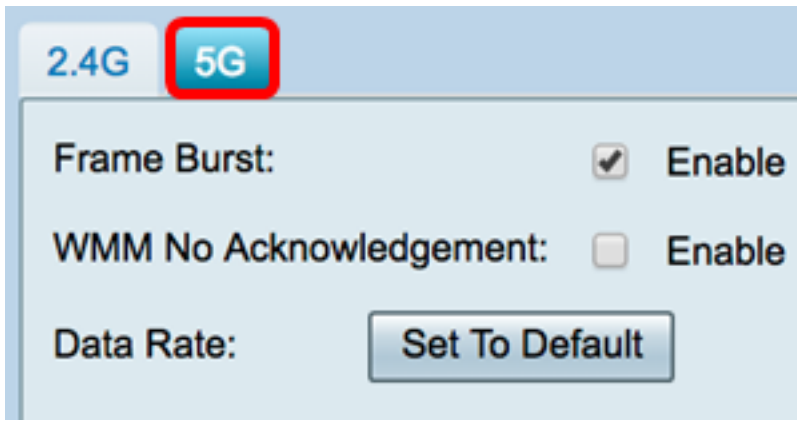 2.4G 5G
Frame Burst: Enable
WMM No Acknowledgement: Enable
Data Rate: Set To Default